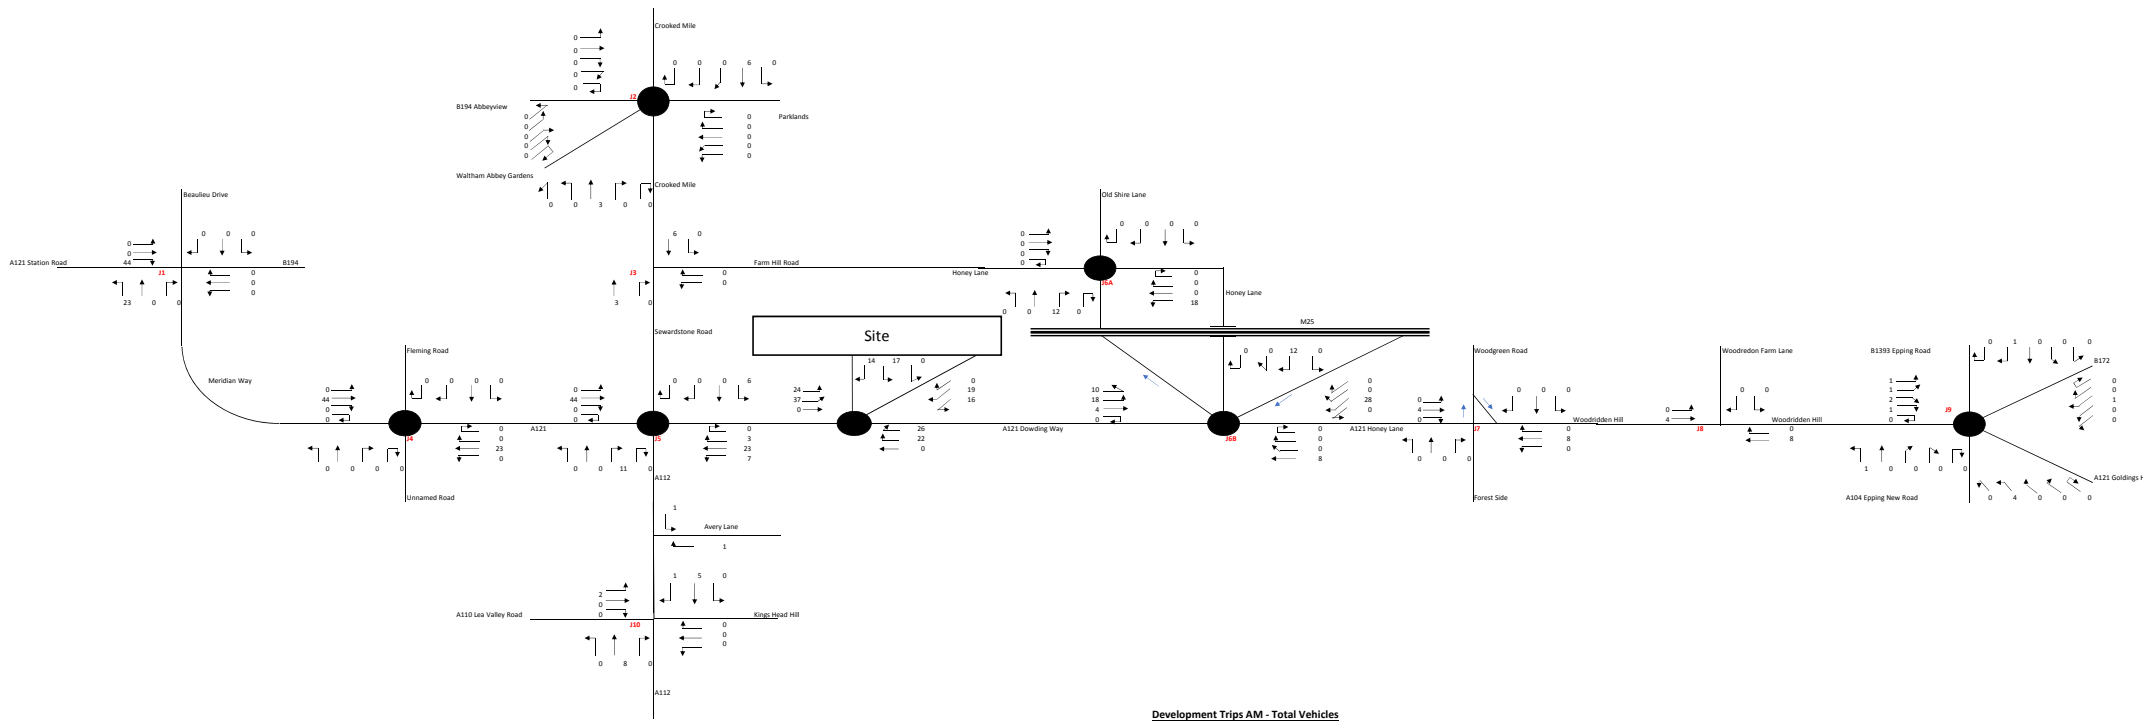 Crooked Mile
0
0
0
0
0
0 0 0 6 0
J2
B194 Abbeyview
Parklands
0
0
0
0
0
0
0
0
0
0
Waltham Abbey Gardens
Crooked Mile
0 0 3 0 0
Beaulieu Drive
0 0 0
0
0
44
A121 Station Road
J1
B194
0
0
0
23 0 0
6 0
J3
Farm Hill Road
0
0
3 0
Old Shire Lane
0 0 0 0
0
0
0
0
Honey Lane
J6A
0
0
0
18
0 0 12 0
Honey Lane
M25
Sewardstone Road
Site
Meridian Way
Fleming Road
0 0 0 0
0
44
0
0
J4
A121
0
0
23
0
0 0 0 0
Unnamed Road
0 0 0 6
0
44
0
0
J5
0
3
23
7
0 0 11 0
A112
14 17 0
24
37
0
0
19
16
26
22
0
A121 Dowding Way
0 0 12 0
10
18
4
0
0
0
28
0
J6B
0
0
0
8
A121 Honey Lane
Woodgreen Road
0 0 0
0
4
0
J7
0
8
0
0 0 0
Forest Side
Woodridden Hill
Woodredon Farm Lane
0 0
0
4
J8
0
8
Woodridden Hill
B1393 Epping Road
0 1 0 0 0
B172
1
1
2
1
0
J9
0
0
1
0
0
1 0 0 0 0
A104 Epping New Road
0 4 0 0 0
A121 Goldings H
1
Avery Lane
1
1 5 0
2
0
0
A110 Lea Valley Road
J10
Kings Head Hill
0
0
0
0 8 0
A112
Development Trips AM - Total Vehicles